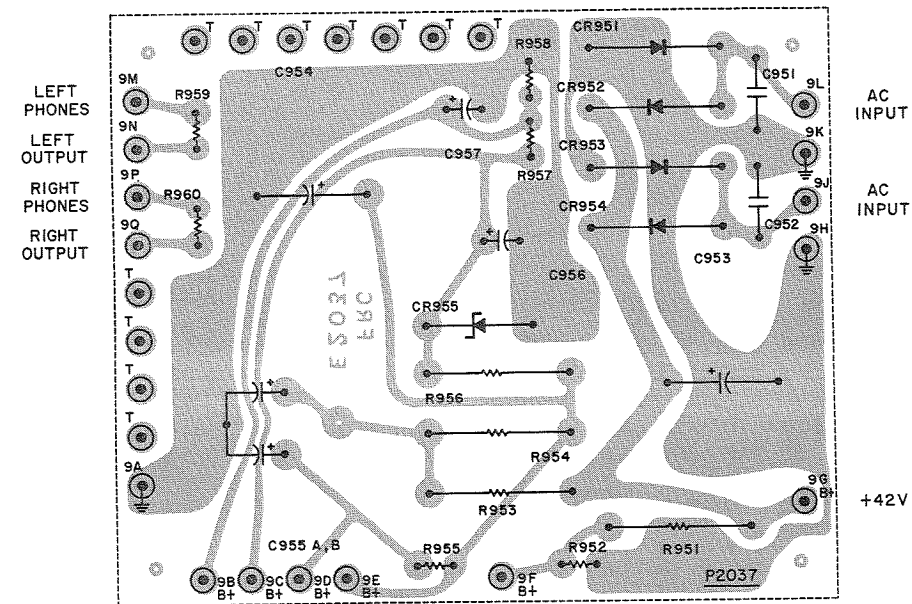 T T T T T T T
CR951
R958
C954
9M
LEFT
PHONES
R959
CR952
C951
9L
AC
INPUT
9N
LEFT
OUTPUT
9K
C957
CR953
9P
RIGHT
PHONES
R957
9J
AC
INPUT
R960
CR954
C952
9Q
RIGHT
OUTPUT
9H
C953
T
C956
E2037
FRC
CR955
T
T
R956
T
R954
9A
9G
B+
+42V
R953
C955 A,B
R955
R952
R951
9B
B+
9C
B+
9D
B+
9E
B+
9F
B+
P2037